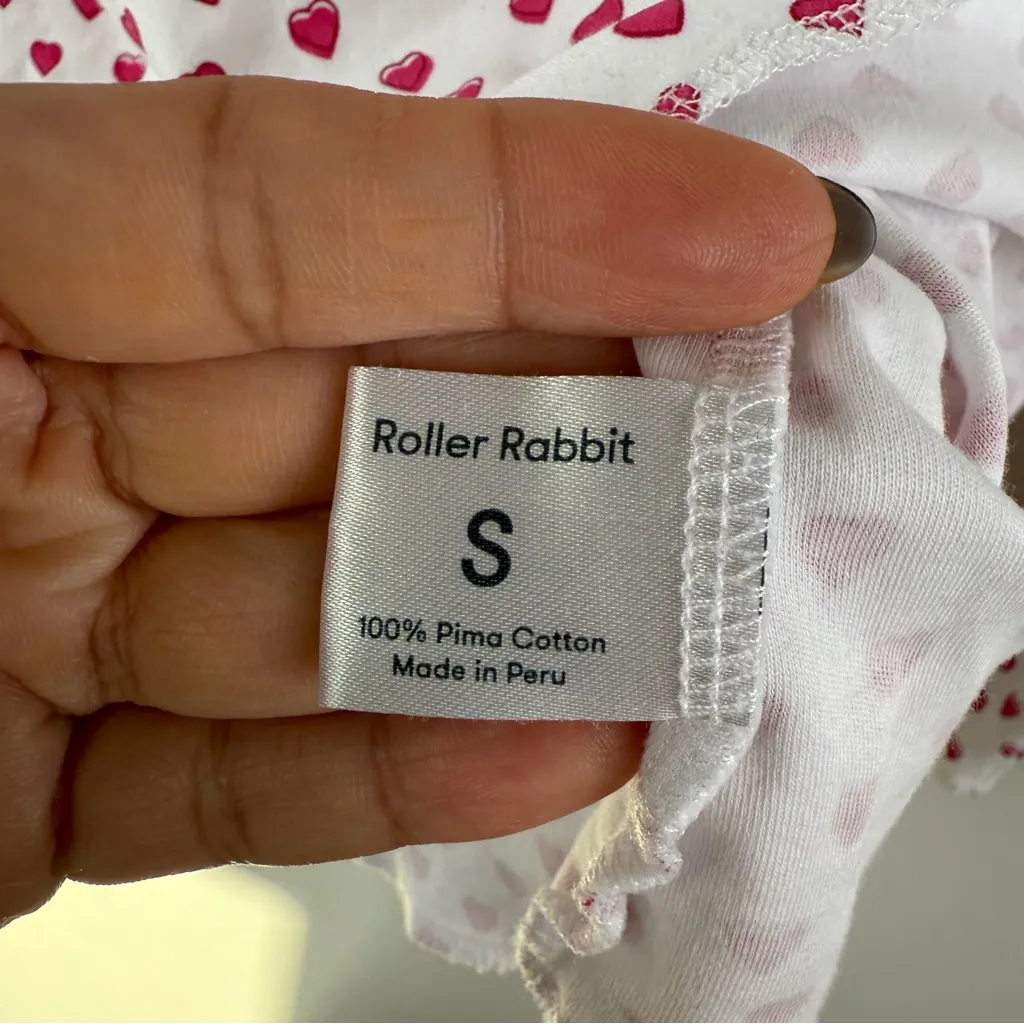 Roller Rabbit
S
100% Pima Cotton
Made in Peru